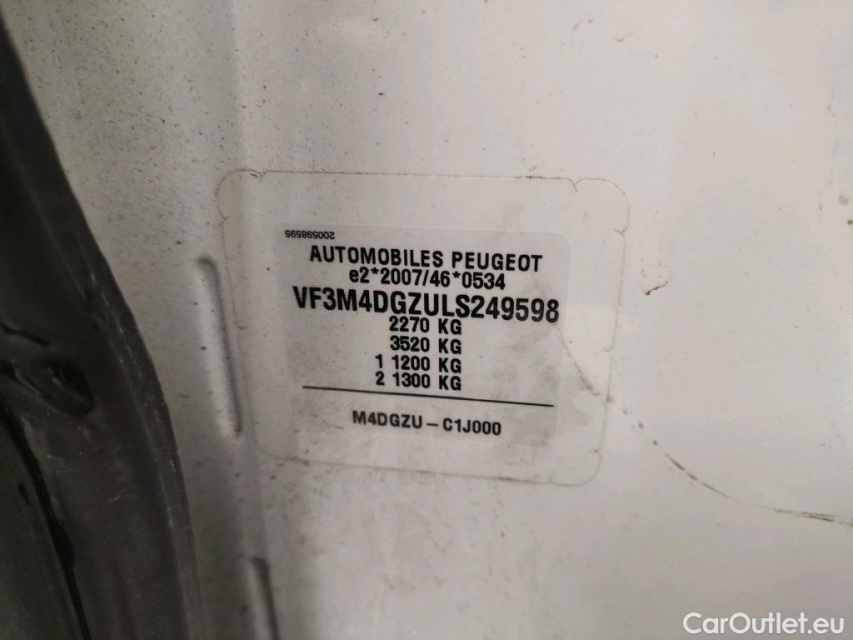 200598595
AUTOMOBILES PEUGEOT
e2*2007/46*0534
VF3M4DGZULS249598
2270 KG
3520 KG
1 1200 KG
2 1300 KG
M4DGZU – C1J000
CarOutlet.eu